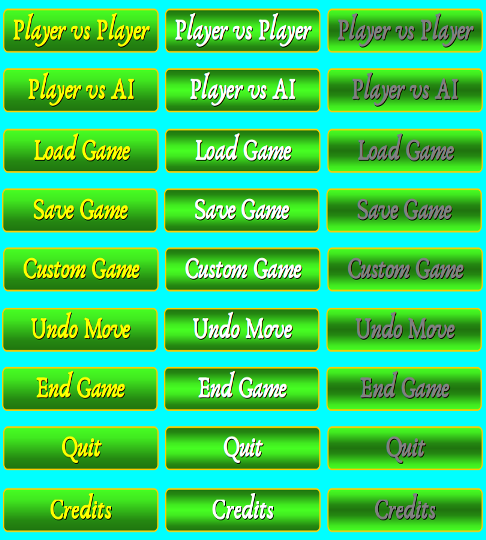 Player vs Player Player vs Player Player vs Player
Player vs AI Player vs AI Player vs AI
Load Game Load Game Load Game
Save Game Save Game Save Game
Custom Game Custom Game Custom Game
Undo Move Undo Move Undo Move
End Game End Game End Game
Quit Quit Quit
Credits Credits Credits